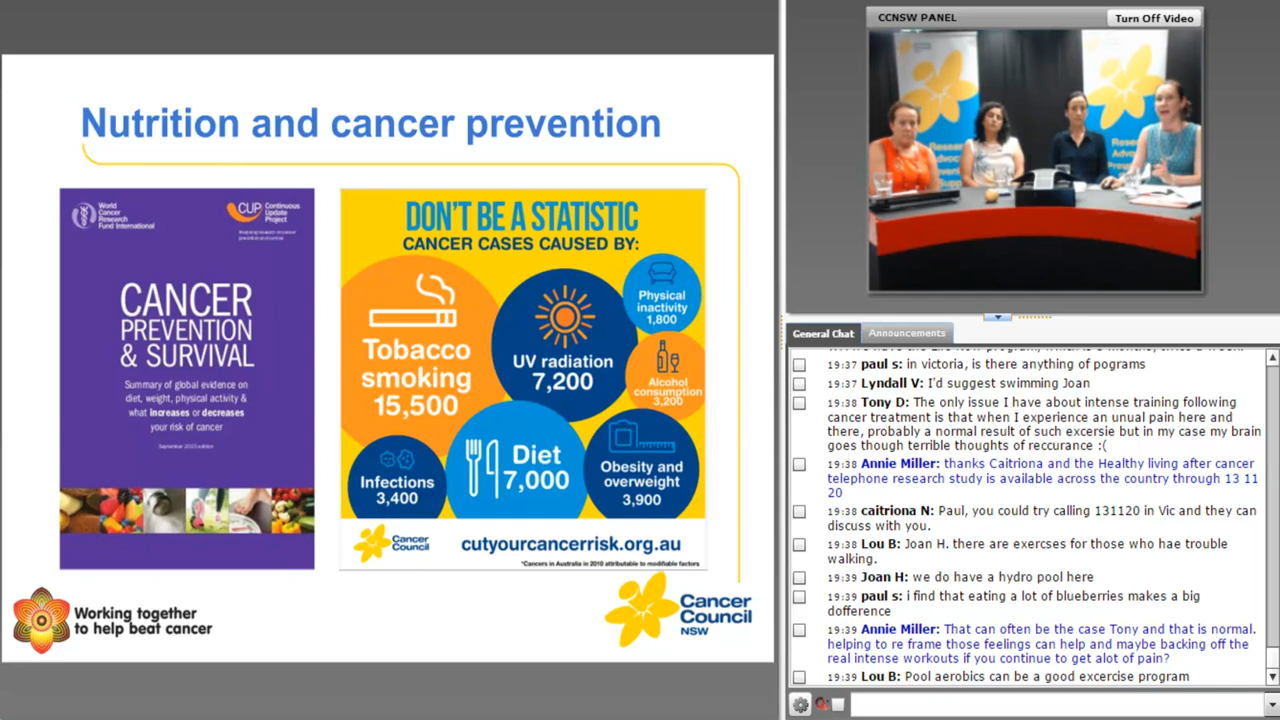 Nutrition and cancer prevention
World
Cancer
Research
Fund International
CUP
Continuous
Update
Project
CANCER
PREVENTION
& SURVIVAL
Summary of global evidence on
diet, weight, physical activity &
what increases or decreases
your risk of cancer
DON'T BE A STATISTIC
CANCER CASES CAUSED BY:
Tobacco
smoking
15,500
UV radiation
7,200
Physical
inactivity
1,800
Alcohol
consumption
3,200
Infections
3,400
Diet
7,000
Obesity and
overweight
3,900
Cancer
Council
cutyourcancerrisk.org.au
*Cancers in Australia in 2010 attributable to modifiable factors
Working together
to help beat cancer
Cancer
Council
NSW
CCNSW PANEL
Turn Off Video
General Chat
Announcements
19:37 paul s: in victoria, is there anything of pograms
19:37 Lyndall V: I'd suggest swimming Joan
19:38 Tony D: The only issue I have about intense training following
cancer treatment is that when I experience an unual pain here and
there, probably a normal result of such excersie but in my case my brain
goes though terrible thoughts of reccurance :(
19:38 Annie Miller: thanks Caitriona and the Healthy living after cancer
telephone research study is available across the country through 13 11
20
19:38 caitriona N: Paul, you could try calling 131120 in Vic and they can
discuss with you.
19:38 Lou B: Joan H. there are exercses for those who hae trouble
walking.
19:39 Joan H: we do have a hydro pool here
19:39 paul s: i find that eating a lot of blueberries makes a big
dofference
19:39 Annie Miller: That can often be the case Tony and that is normal.
helping to re frame those feelings can help and maybe backing off the
real intense workouts if you continue to get alot of pain?
19:39 Lou B: Pool aerobics can be a good excercise program